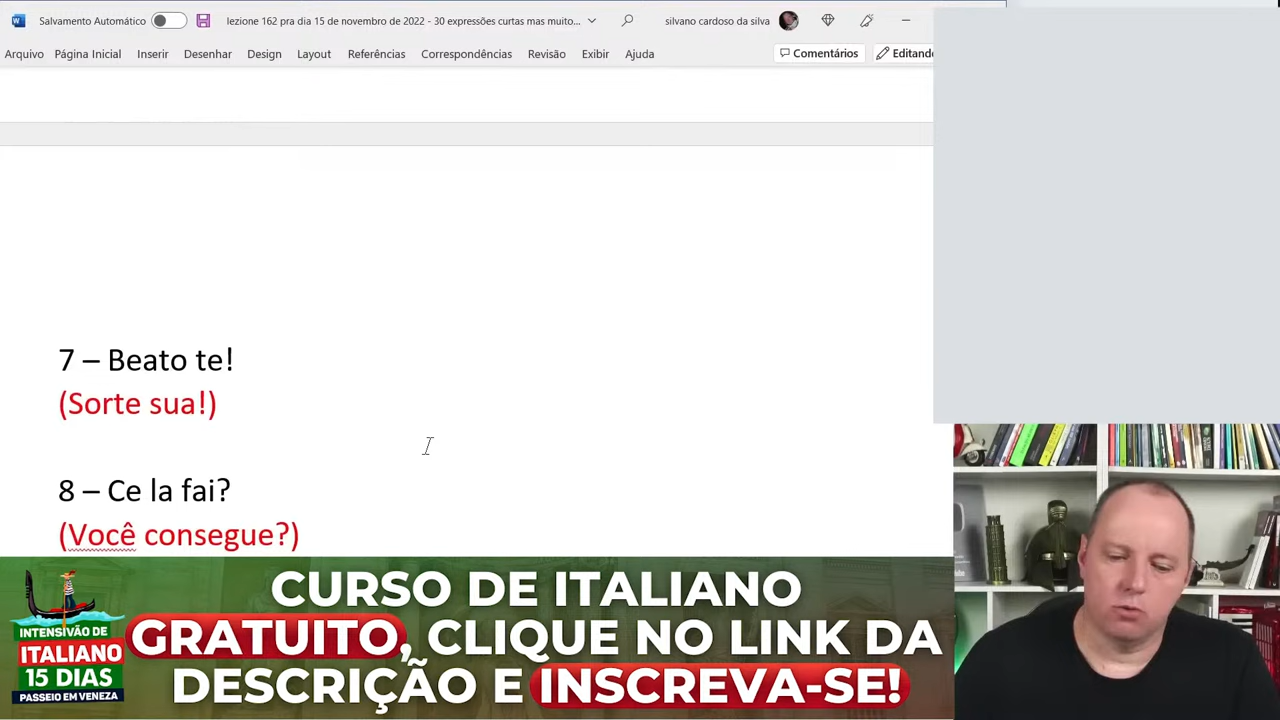 Salvamento Automático
lezione 162 pra dia 15 de novembro de 2022 - 30 expressões curtas mas muito...
silvano cardoso da silva
Arquivo Página Inicial Inserir Desenhar Design Layout Referências Correspondências Revisão Exibir Ajuda
Comentários
Editando
7 – Beato te!
(Sorte sua!)
8 – Ce la fai?
(Você consegue?)
INTENSIVÃO DE
ITALIANO
15 DIAS
PASSEIO EM VENEZA
CURSO DE ITALIANO
GRATUITO, CLIQUE NO LINK DA
DESCRIÇÃO E INSCREVA-SE!